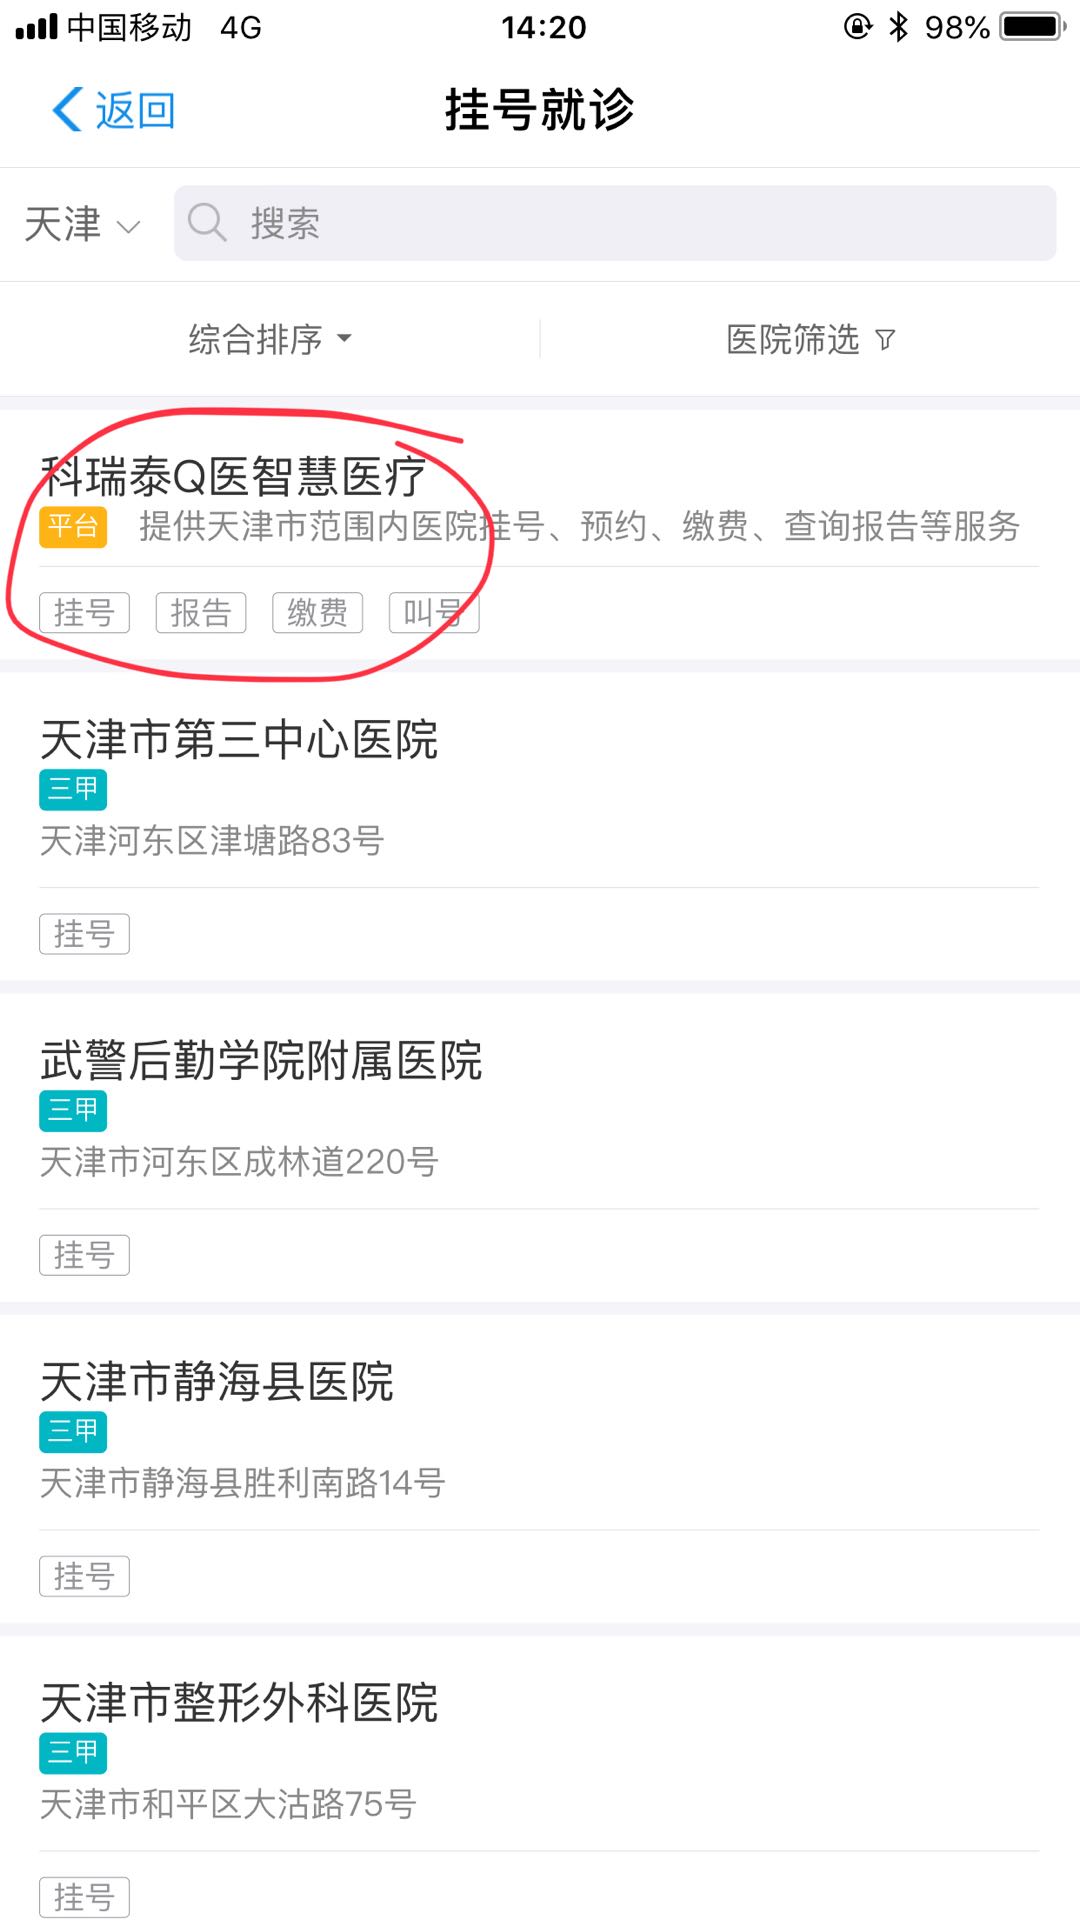 中国移动 4G 14:20 98%
返回 挂号就诊
天津 搜索
综合排序 医院筛选
科瑞泰Q医智慧医疗
平台 提供天津市范围内医院挂号、预约、缴费、查询报告等服务
挂号 报告 缴费 叫号
天津市第三中心医院
三甲
天津河东区津塘路83号
挂号
武警后勤学院附属医院
三甲
天津市河东区成林道220号
挂号
天津市静海县医院
三甲
天津市静海县胜利南路14号
挂号
天津市整形外科医院
三甲
天津市和平区大沽路75号
挂号